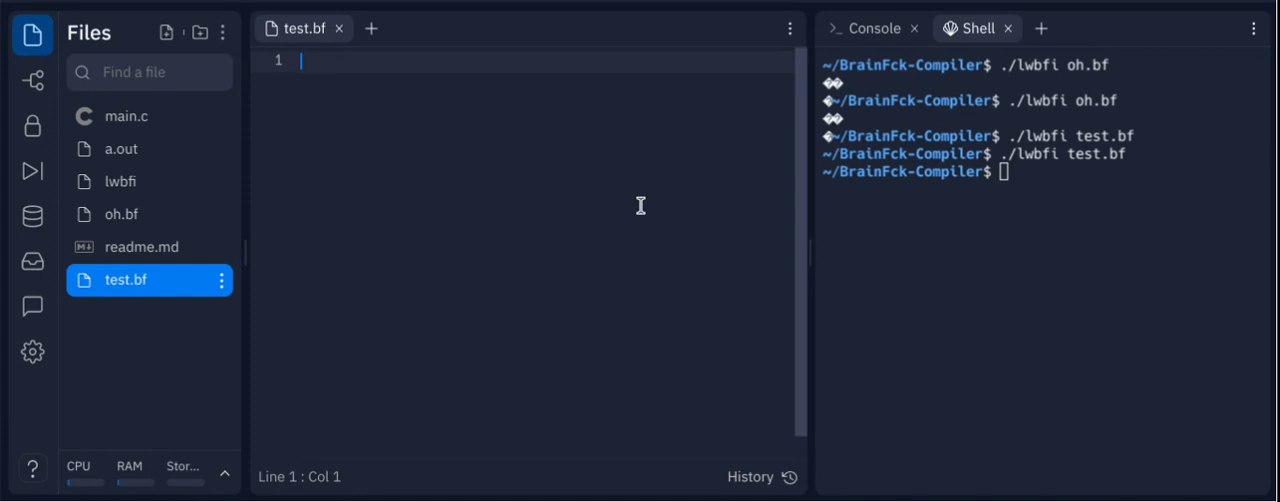 Files
Find a file
main.c
a.out
lwbfi
oh.bf
readme.md
test.bf
CPU RAM Stor...
test.bf
1
Line 1 : Col 1
History
Console
Shell
~/BrainFck-Compiler$ ./lwbfi oh.bf
��
�~/BrainFck-Compiler$ ./lwbfi oh.bf
��
�~/BrainFck-Compiler$ ./lwbfi test.bf
~/BrainFck-Compiler$ ./lwbfi test.bf
~/BrainFck-Compiler$